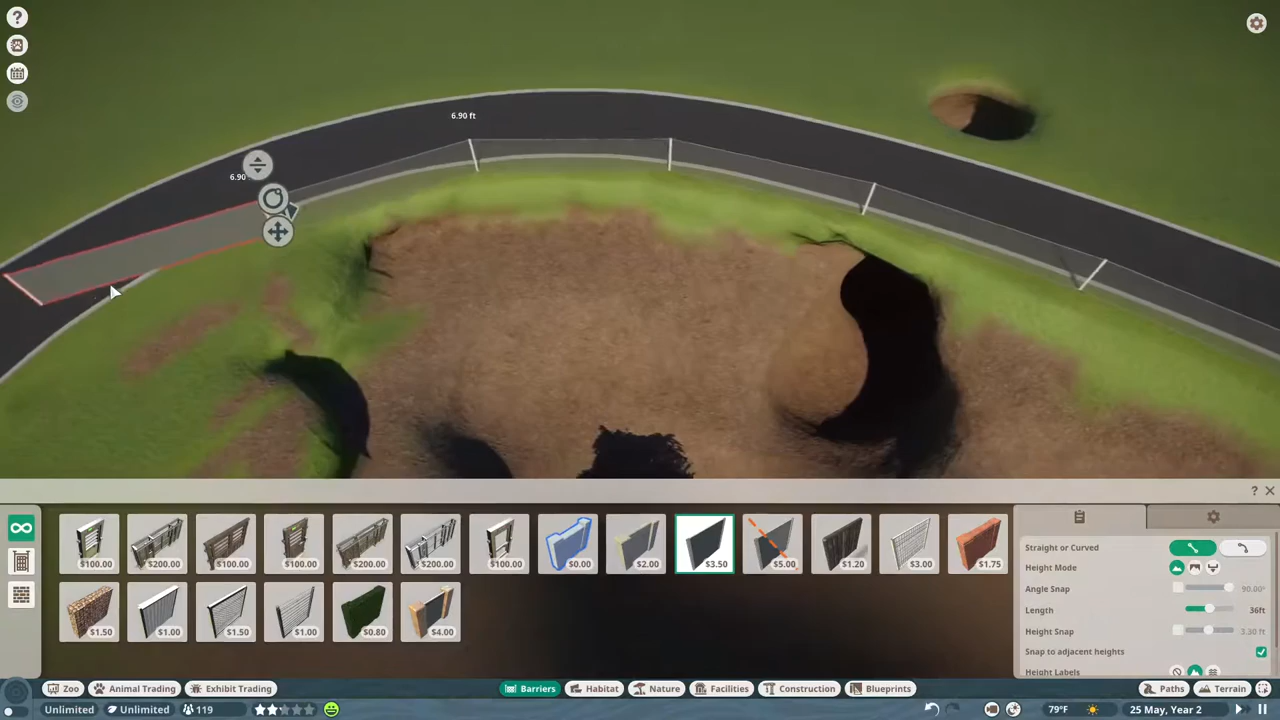 ?
6.90 ft
6.90
? ×
$100.00 $200.00 $100.00 $100.00 $200.00 $200.00 $100.00 $0.00 $2.00 $3.50 $5.00 $1.20 $3.00 $1.75
$1.50 $1.00 $1.50 $1.00 $0.80 $4.00
Straight or Curved
Height Mode
Angle Snap 90.00°
Length 36ft
Height Snap 3.30 ft
Snap to adjacent heights
Height Labels
Zoo Animal Trading Exhibit Trading Barriers Habitat Nature Facilities Construction Blueprints Paths Terrain
Unlimited Unlimited 119 79°F 25 May, Year 2